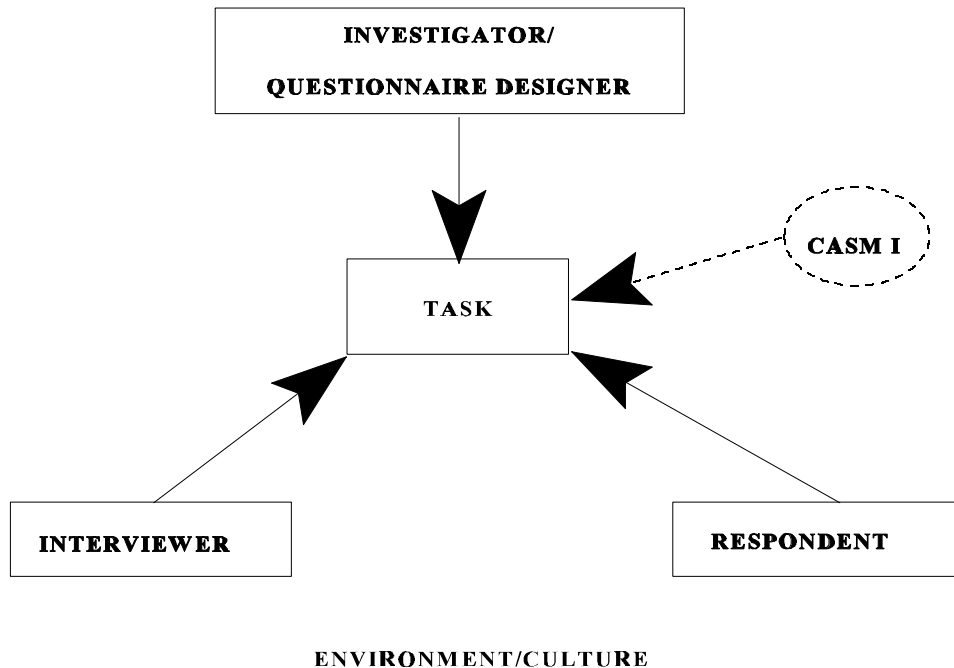 INVESTIGATOR/
QUESTIONNAIRE DESIGNER
CASM I
TASK
INTERVIEWER
RESPONDENT
ENVIRONMENT/CULTURE